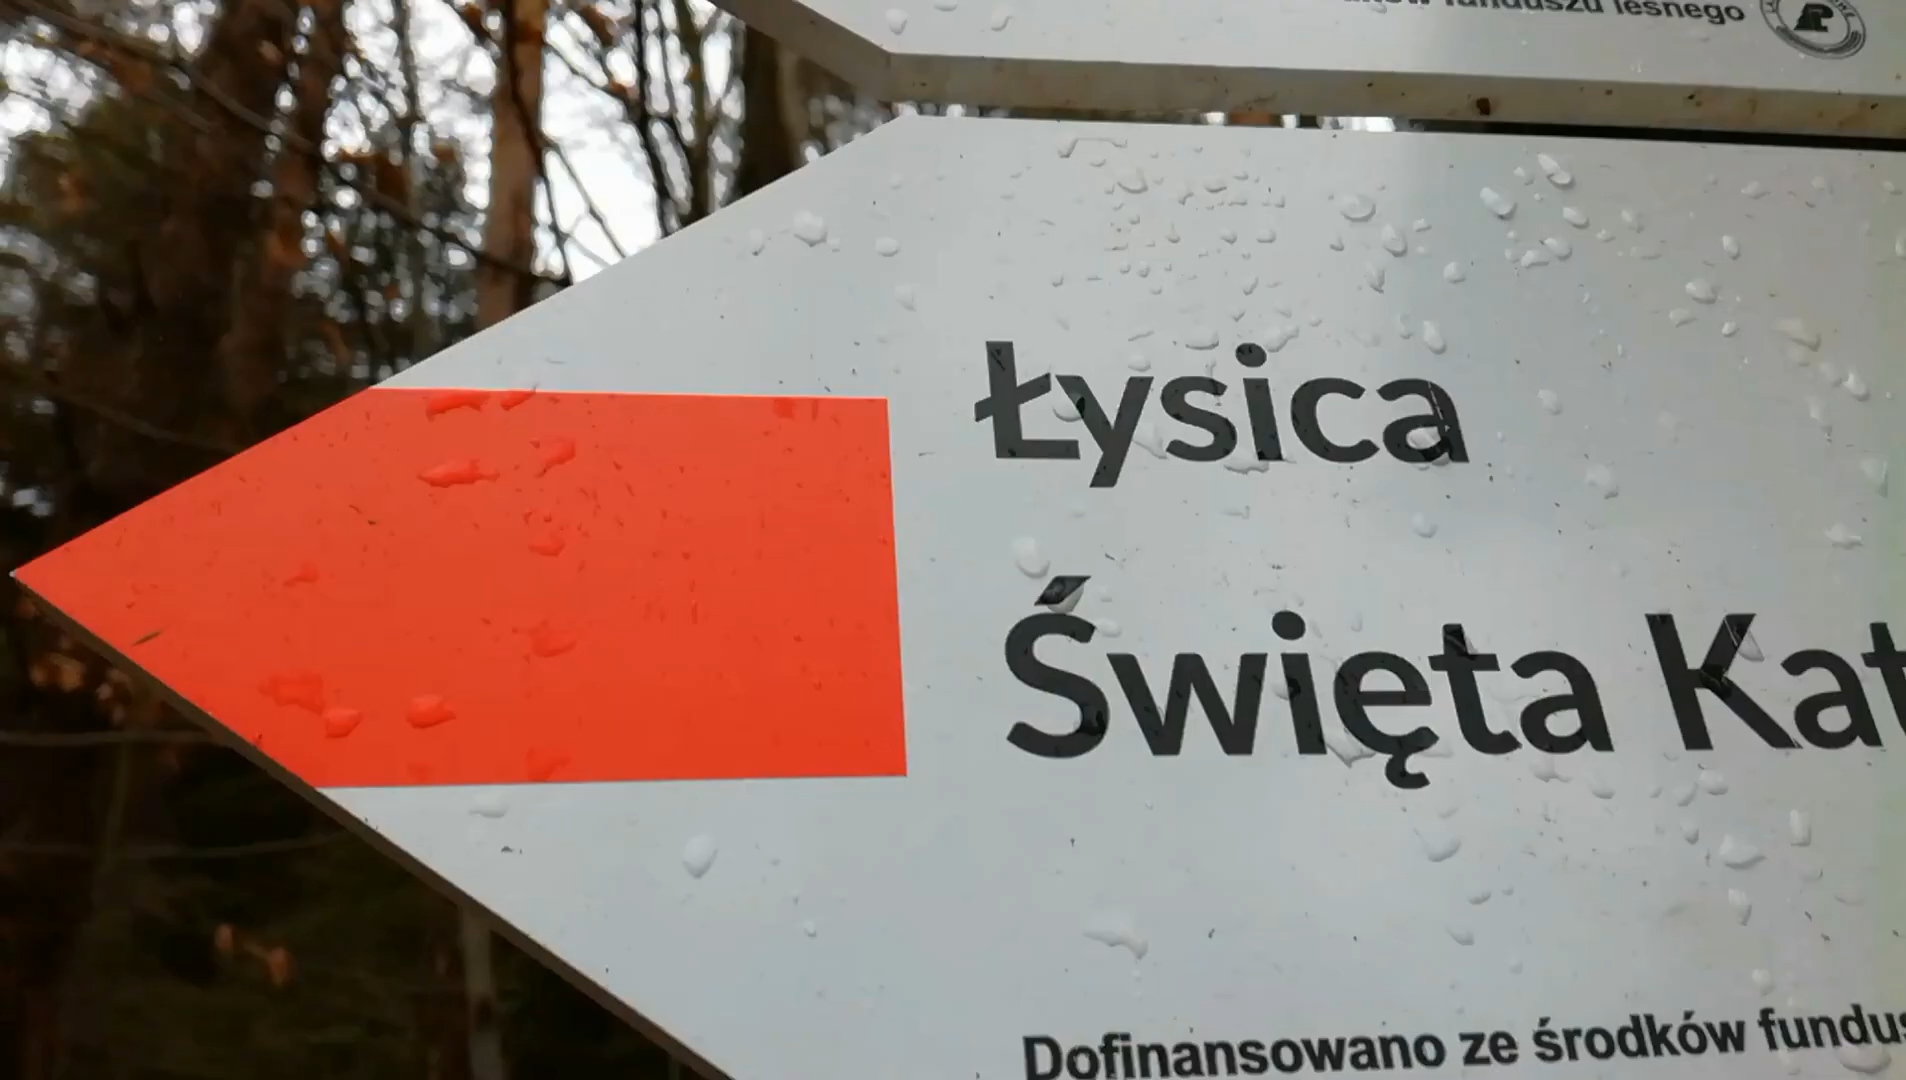 funduszu leśnego
Łysica
Święta Kat
Dofinansowano ze środków fundus